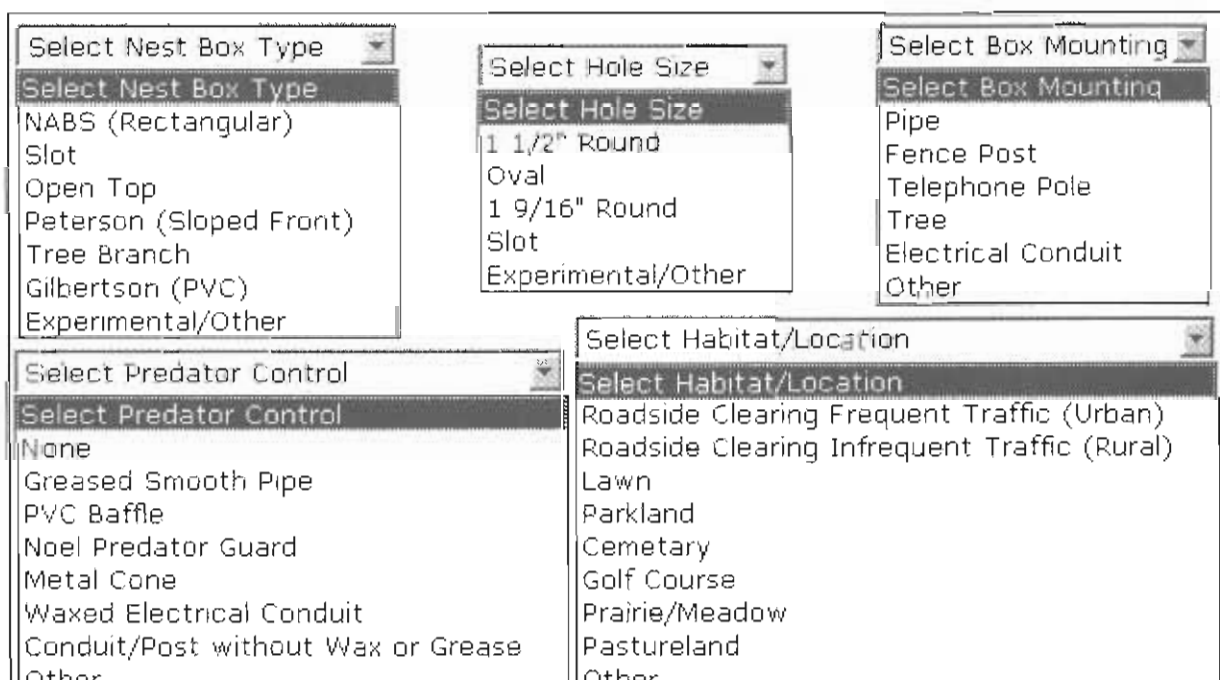 Select Nest Box Type
Select Nest Box Type
NABS (Rectangular)
Slot
Open Top
Peterson (Sloped Front)
Tree Branch
Gilbertson (PVC)
Experimental/Other
Select Hole Size
Select Hole Size
1 1/2" Round
Oval
1 9/16" Round
Slot
Experimental/Other
Select Box Mounting
Select Box Mounting
Pipe
Fence Post
Telephone Pole
Tree
Electrical Conduit
Other
Select Predator Control
Select Predator Control
None
Greased Smooth Pipe
PVC Baffle
Noel Predator Guard
Metal Cone
Waxed Electrical Conduit
Conduit/Post without Wax or Grease
Other
Select Habitat/Location
Select Habitat/Location
Roadside Clearing Frequent Traffic (Urban)
Roadside Clearing Infrequent Traffic (Rural)
Lawn
Parkland
Cemetary
Golf Course
Prairie/Meadow
Pastureland
Other